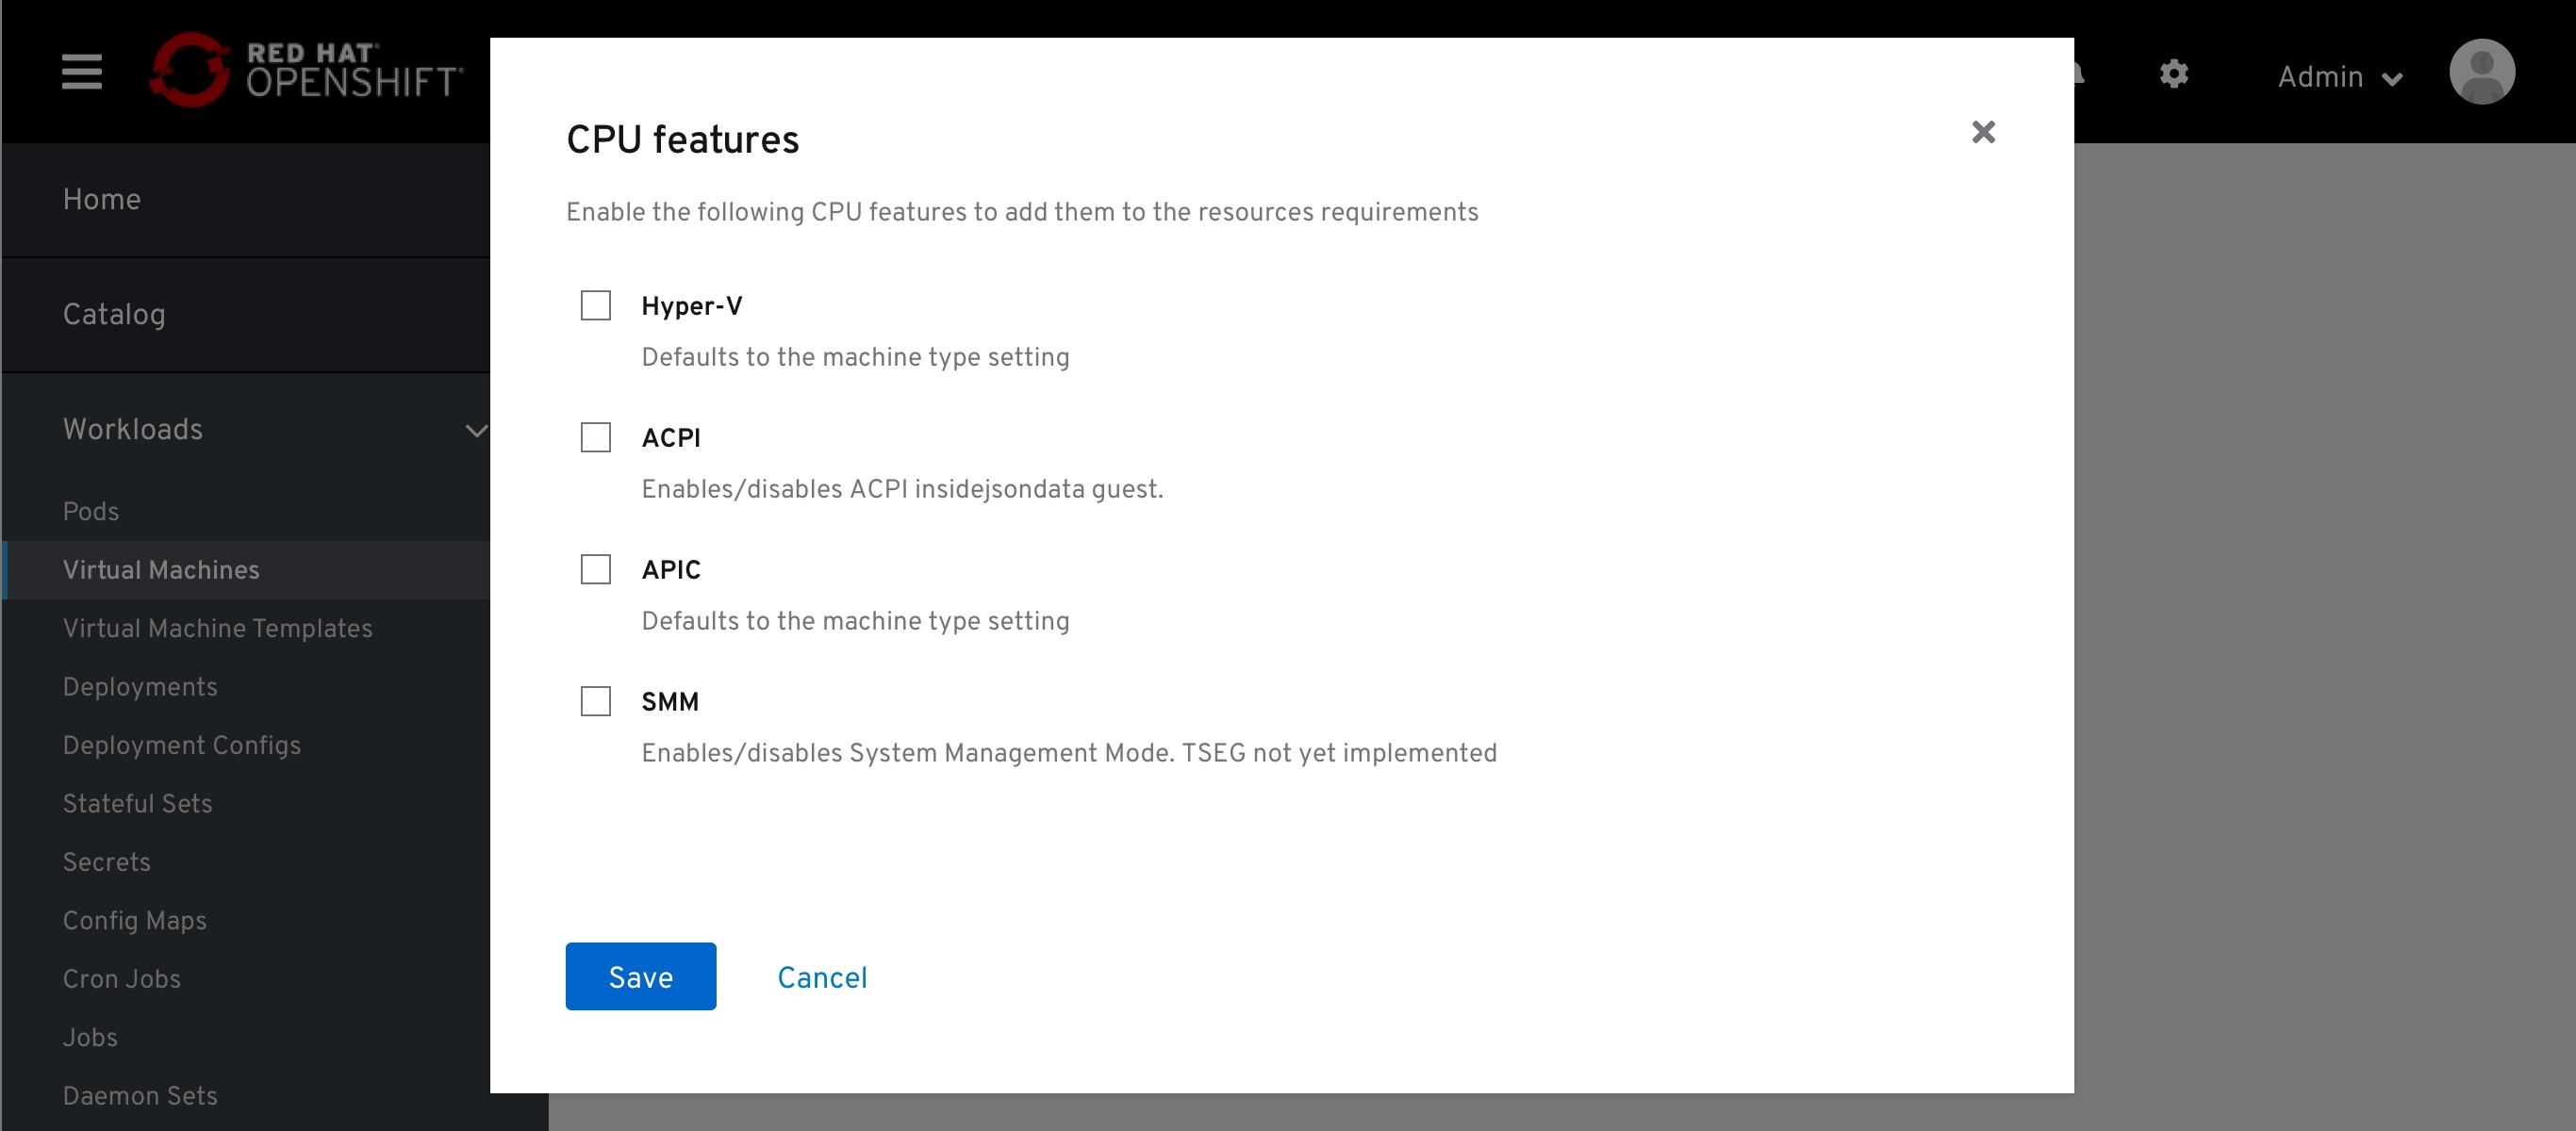 RED HAT
OPENSHIFT
Admin
Home
Catalog
Workloads
Pods
Virtual Machines
Virtual Machine Templates
Deployments
Deployment Configs
Stateful Sets
Secrets
Config Maps
Cron Jobs
Jobs
Daemon Sets
CPU features
Enable the following CPU features to add them to the resources requirements
Hyper-V
Defaults to the machine type setting
ACPI
Enables/disables ACPI insidejsondata guest.
APIC
Defaults to the machine type setting
SMM
Enables/disables System Management Mode. TSEG not yet implemented
Save
Cancel